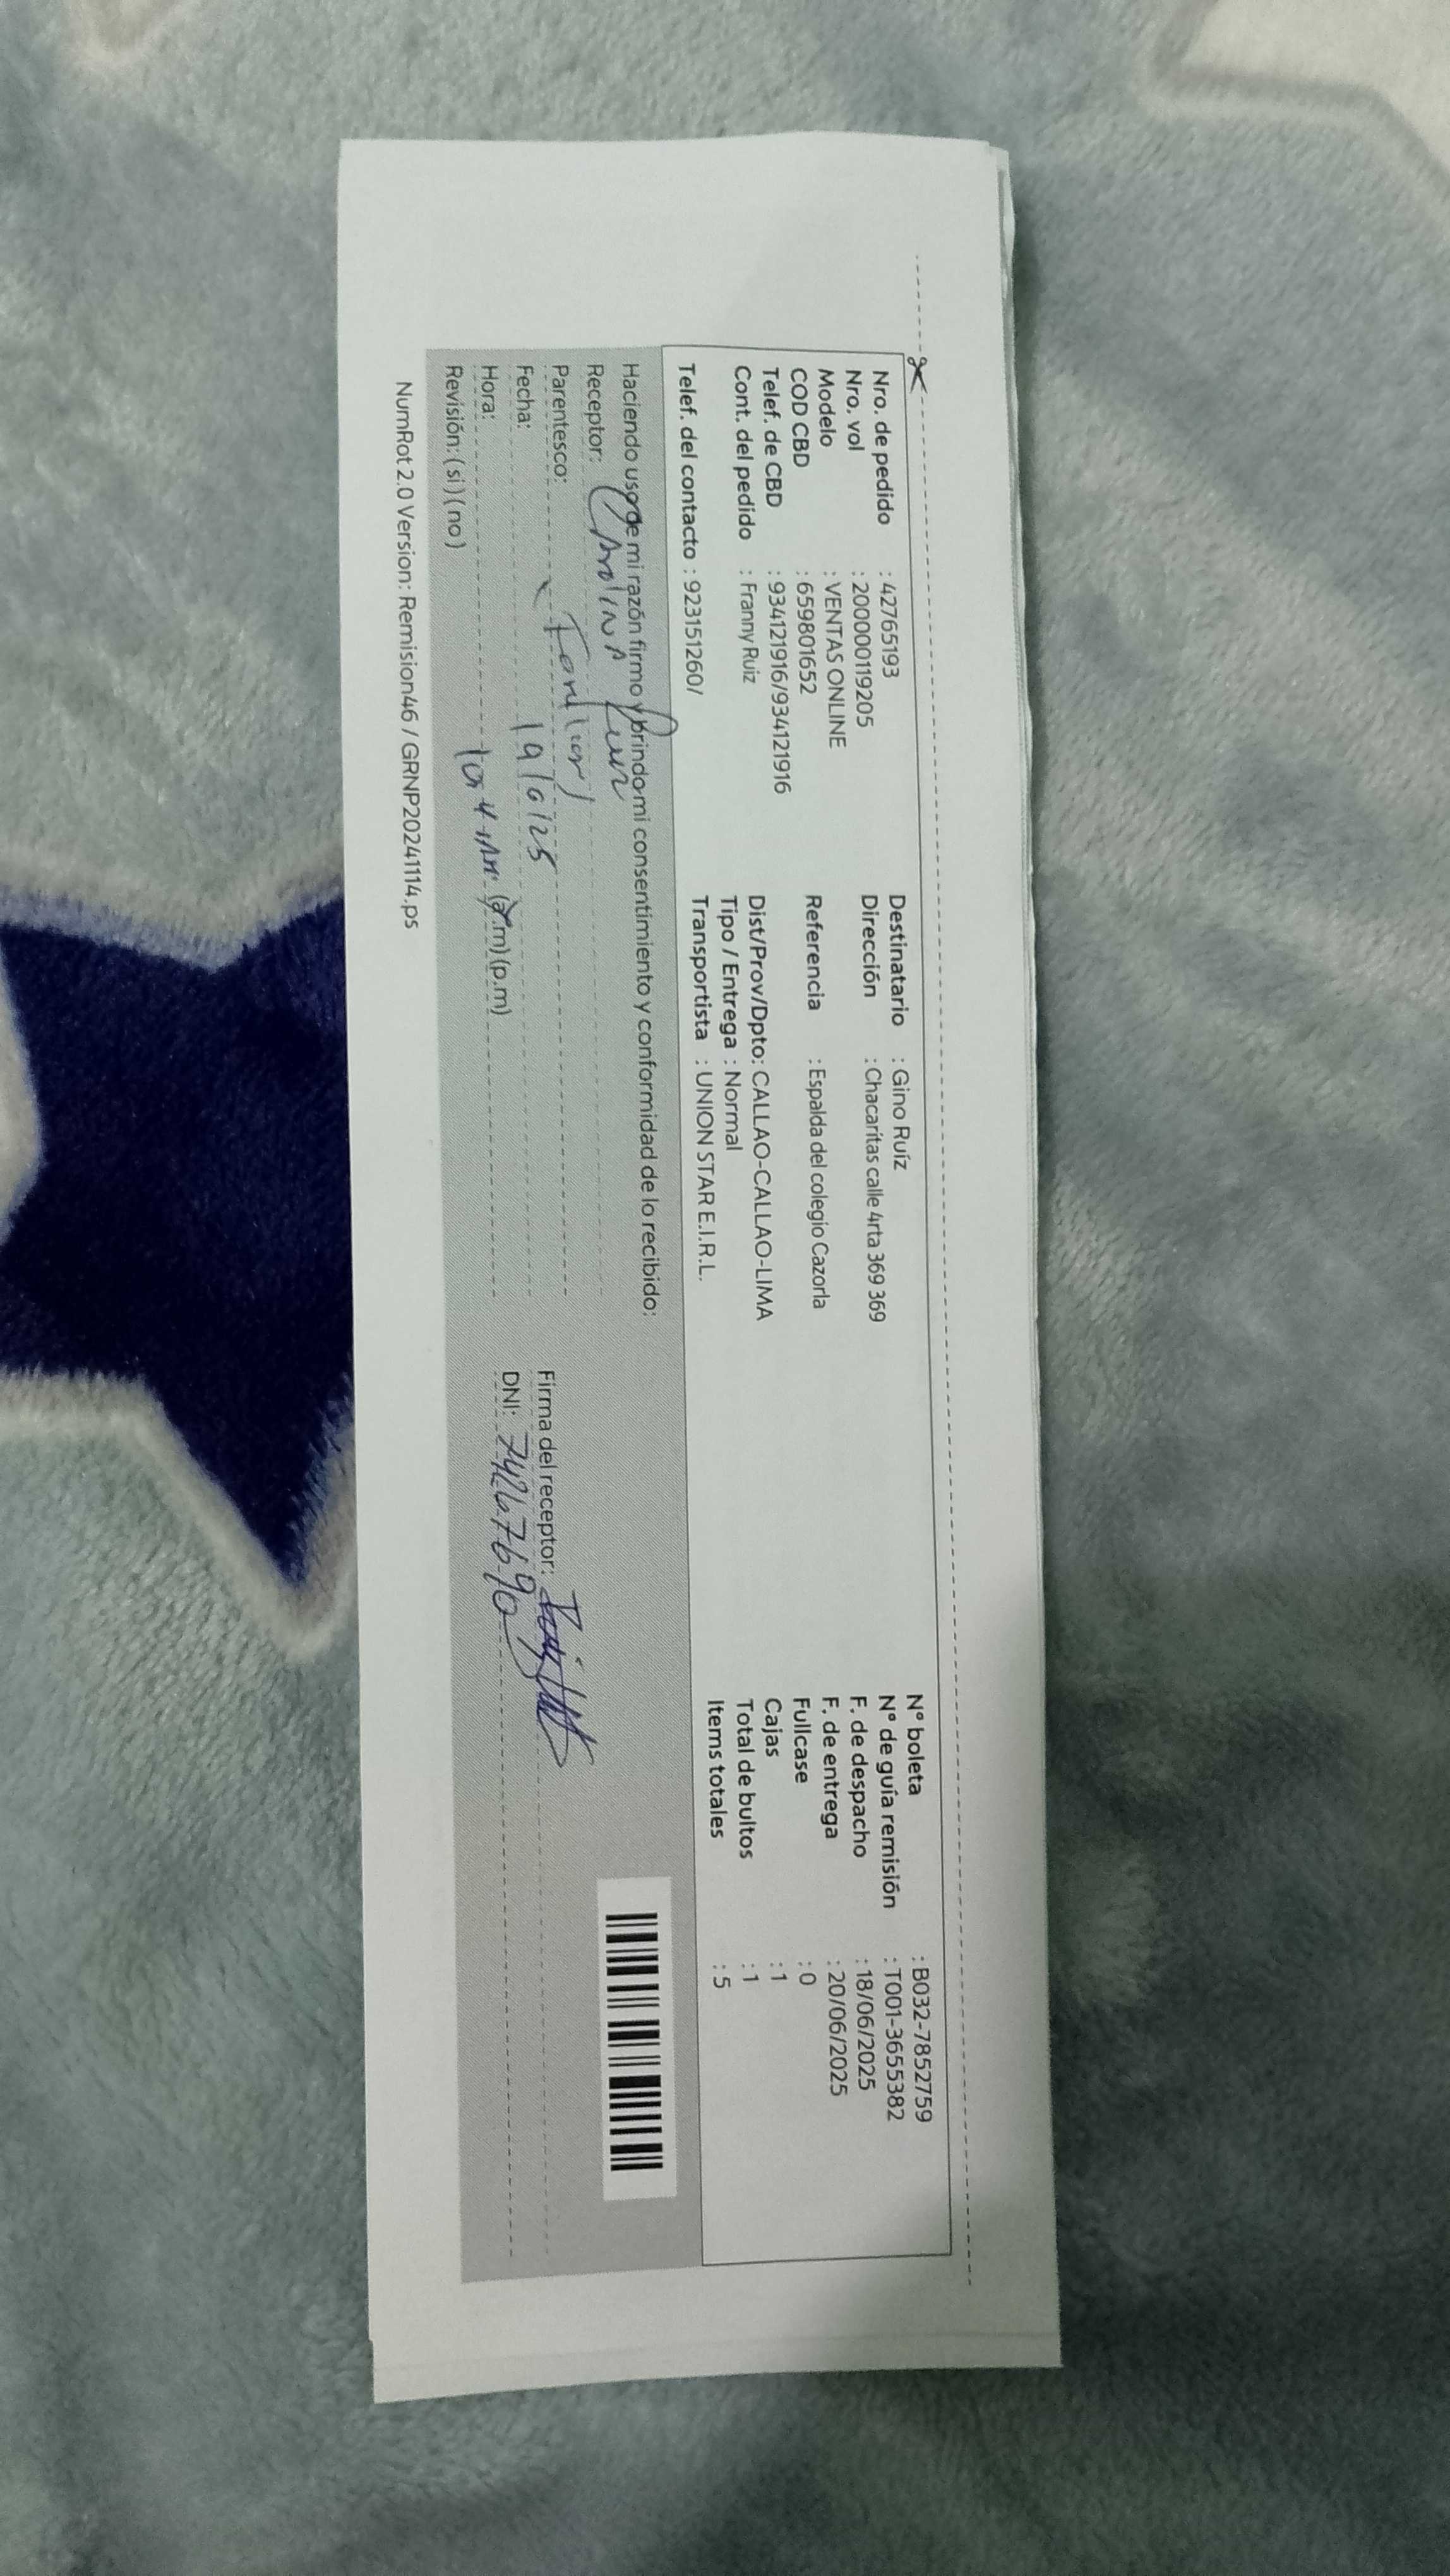 Nro. de pedido : 42765193
Nro. vol : 200000119205
Modelo : VENTAS ONLINE
COD CBD : 659801652
Telef. de CBD : 934121916/934121916
Cont. del pedido : Franny Ruiz
Telef. del contacto : 923151260/
Destinatario : Gino Ruíz
Dirección : Chacaritas calle 4rta 369 369
Referencia : Espalda del colegio Cazorla
Dist/Prov/Dpto: CALLAO-CALLAO-LIMA
Tipo / Entrega : Normal
Transportista : UNION STAR E.I.R.L.
N° boleta : B032-7852759
N° de guía remisión : T001-3655382
F. de despacho : 18/06/2025
F. de entrega : 20/06/2025
Fullcase : 0
Cajas : 1
Total de bultos : 1
Items totales : 5
Haciendo uso de mi razón firmo y brindo mi consentimiento y conformidad de lo recibido:
Receptor: Carolina Ruiz
Parentesco:
Fecha: 19/6/25
Hora: (a.m) (p.m)
Revisión: (si) (no)
Firma del receptor:
DNI: 74267690
NumRot 2.0 Version: Remision46 / GRNP20241114.ps